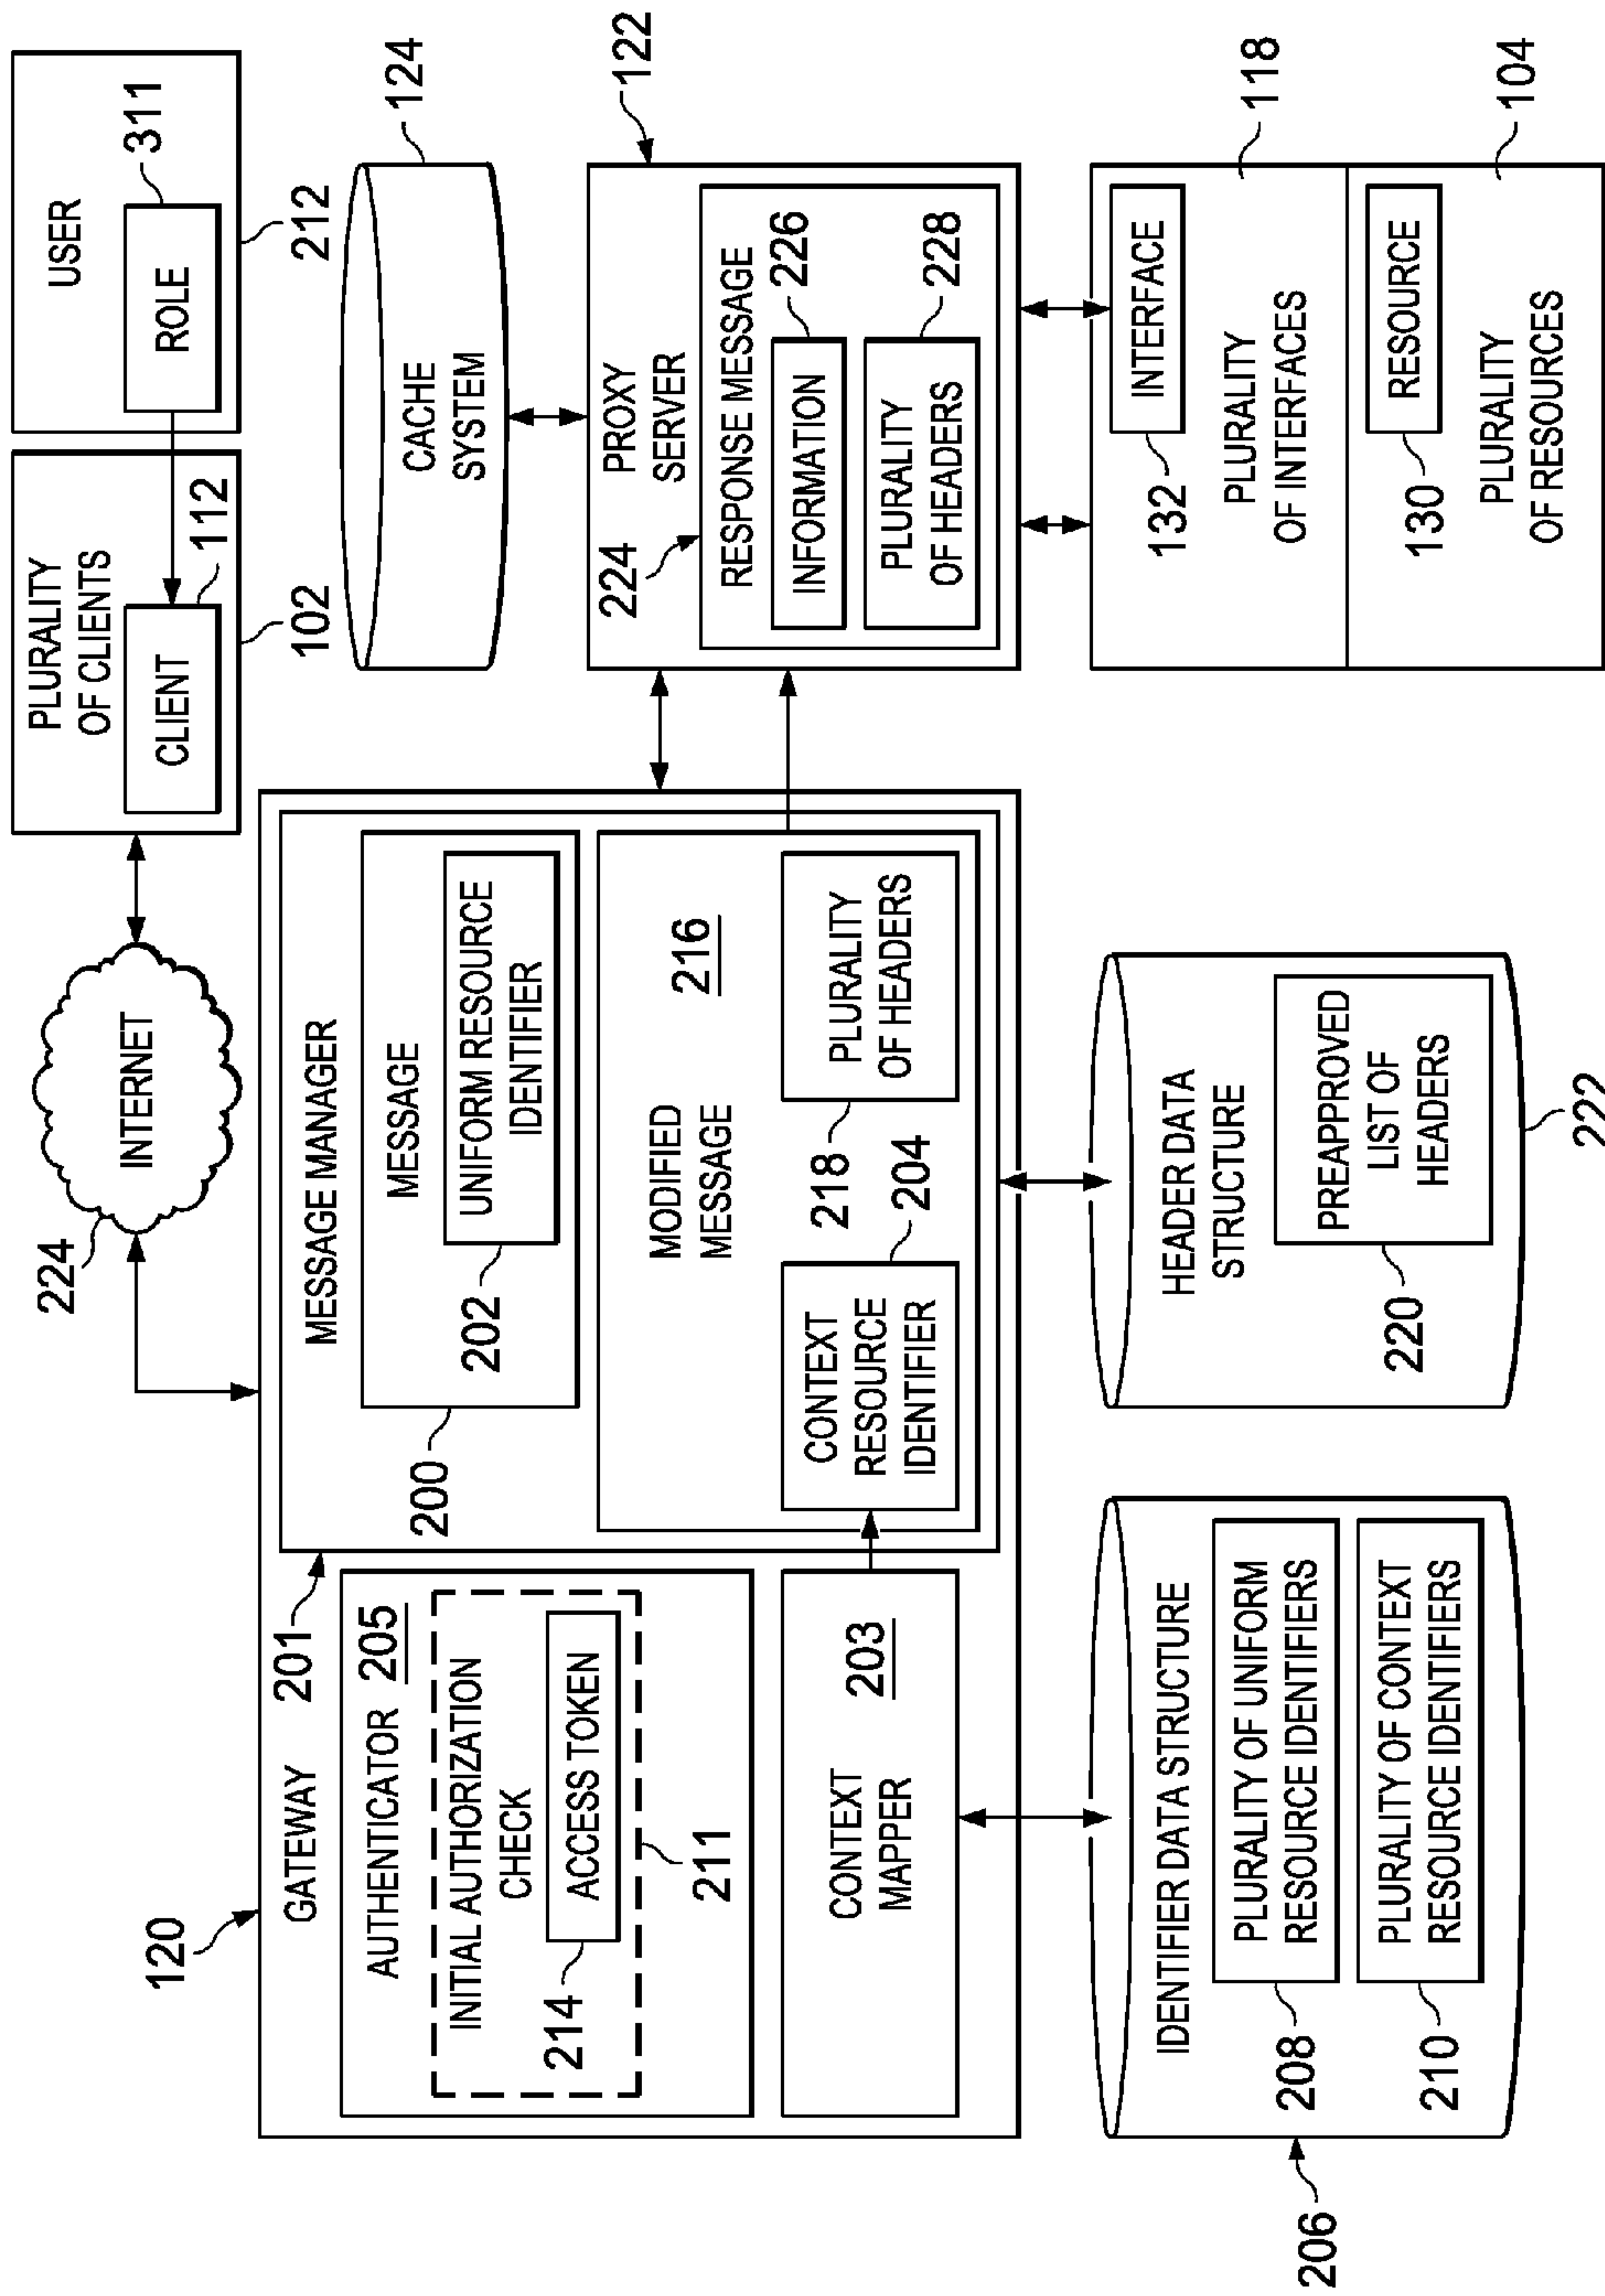 120
GATEWAY
201
AUTHENTICATOR
205
INITIAL AUTHORIZATION
CHECK
ACCESS TOKEN
214
211
CONTEXT
MAPPER
203
MESSAGE MANAGER
MESSAGE
UNIFORM RESOURCE
IDENTIFIER
202
200
MODIFIED
MESSAGE
216
CONTEXT
RESOURCE
IDENTIFIER
204
PLURALITY
OF HEADERS
218
224
INTERNET
PLURALITY
OF CLIENTS
CLIENT
112
102
USER
ROLE
311
212
CACHE
SYSTEM
124
PROXY
SERVER
122
224
RESPONSE MESSAGE
INFORMATION
226
PLURALITY
OF HEADERS
228
INTERFACE
132
PLURALITY
OF INTERFACES
118
RESOURCE
130
PLURALITY
OF RESOURCES
104
206
IDENTIFIER DATA STRUCTURE
PLURALITY OF UNIFORM
RESOURCE IDENTIFIERS
208
PLURALITY OF CONTEXT
RESOURCE IDENTIFIERS
210
HEADER DATA
STRUCTURE
PREAPPROVED
LIST OF
HEADERS
220
222